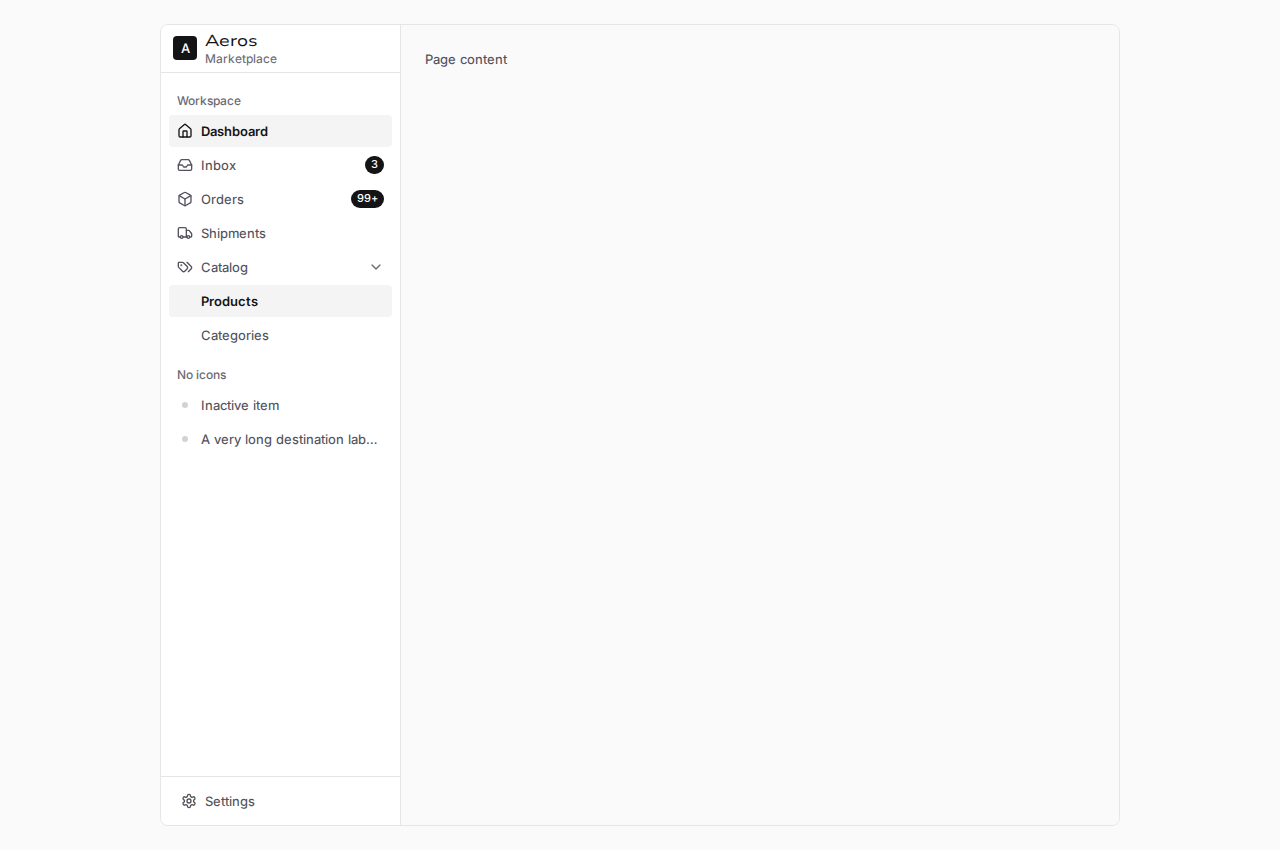 A
Aeros
Marketplace
Page content
Workspace
Dashboard
Inbox
3
Orders
99+
Shipments
Catalog
Products
Categories
No icons
Inactive item
A very long destination lab...
Settings